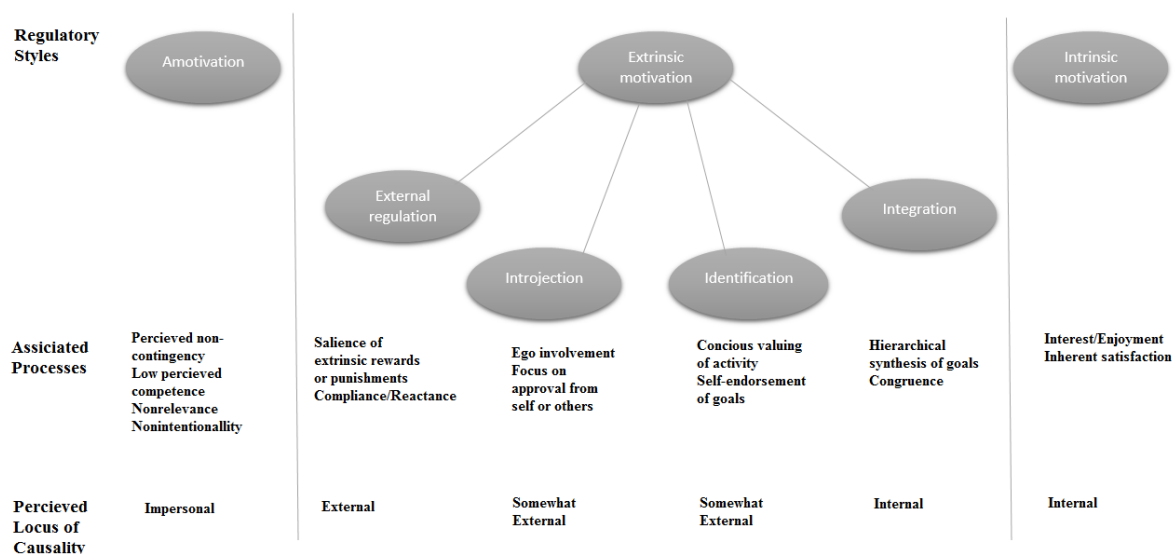 Regulatory
Styles
Amotivation
Extrinsic
motivation
Intrinsic
motivation
External
regulation
Integration
Introjection
Identification
Assiciated
Processes
Percieved non-
contingency
Low percieved
competence
Nonrelevance
Nonintentionallity
Salience of
extrinsic rewards
or punishments
Compliance/Reactance
Ego involvement
Focus on
approval from
self or others
Concious valuing
of activity
Self-endorsement
of goals
Hierarchical
synthesis of goals
Congruence
Interest/Enjoyment
Inherent satisfaction
Percieved
Locus of
Causality
Impersonal
External
Somewhat
External
Somewhat
External
Internal
Internal